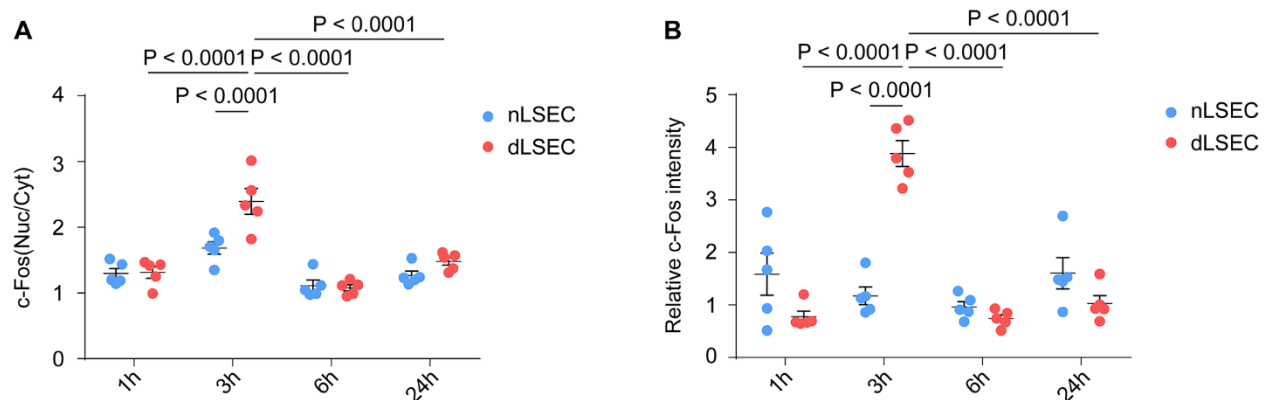 A
P < 0.0001
P < 0.0001 P < 0.0001
P < 0.0001
4
3
2
1
0
c-Fos(Nuc/Cyt)
1h
3h
6h
24h
nLSEC
dLSEC
B
P < 0.0001
P < 0.0001 P < 0.0001
P < 0.0001
5
4
3
2
1
0
Relative c-Fos intensity
1h
3h
6h
24h
nLSEC
dLSEC